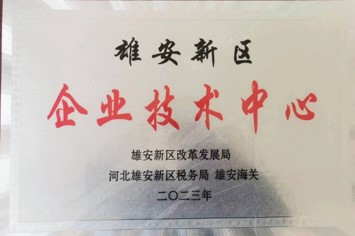 雄安新区
企业技术中心
雄安新区改革发展局
河北雄安新区税务局 雄安海关
二〇二三年